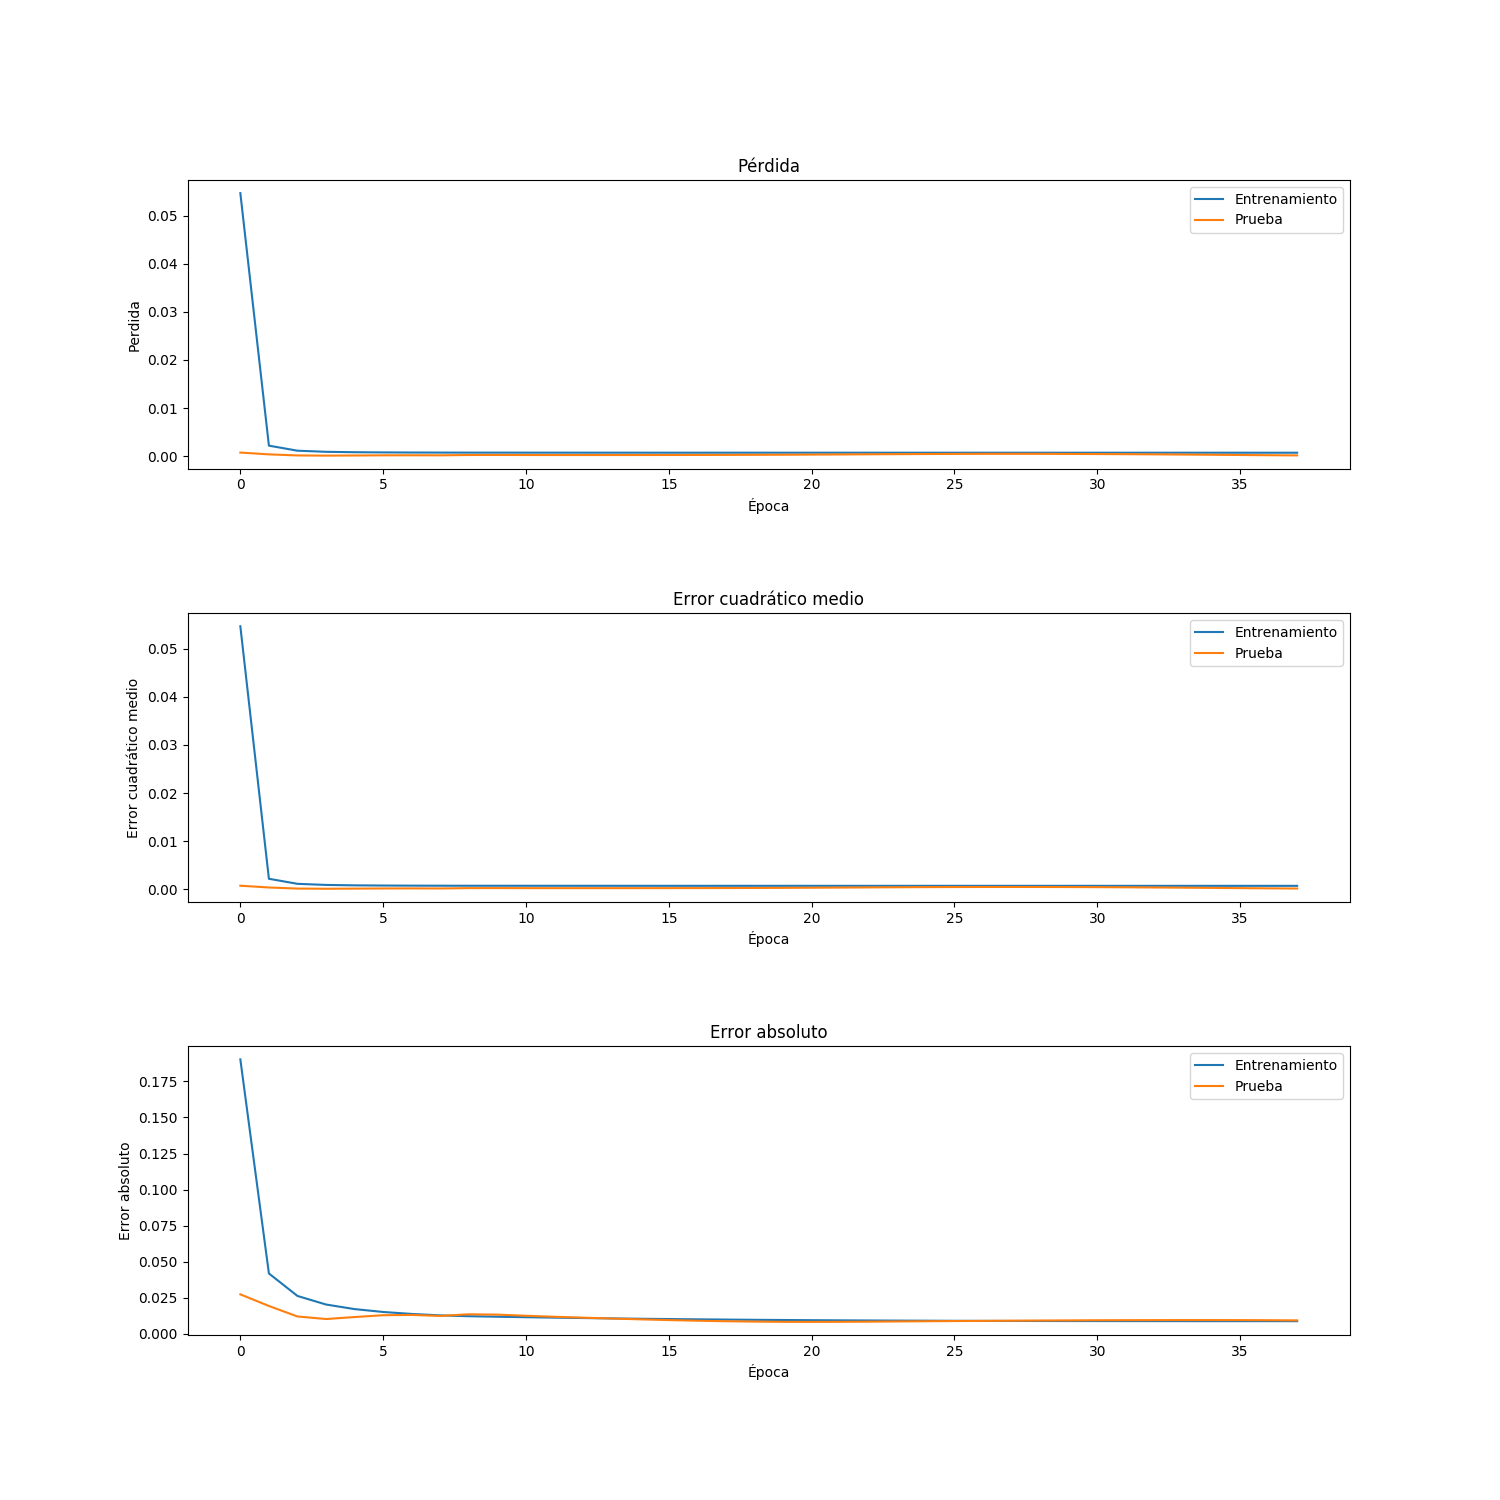 Pérdida
Perdida
0.05
0.04
0.03
0.02
0.01
0.00
Entrenamiento
Prueba
0 5 10 15 20 25 30 35
Época
Error cuadrático medio
Error cuadrático medio
0.05
0.04
0.03
0.02
0.01
0.00
Entrenamiento
Prueba
0 5 10 15 20 25 30 35
Época
Error absoluto
Error absoluto
0.175
0.150
0.125
0.100
0.075
0.050
0.025
0.000
Entrenamiento
Prueba
0 5 10 15 20 25 30 35
Época